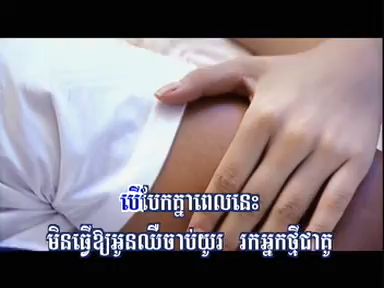 បើបែកគ្នាពេលនេះ
មិនធ្វើឱ្យអូនឈឺចាប់យូរ រកអ្នកថ្មីជាគូ